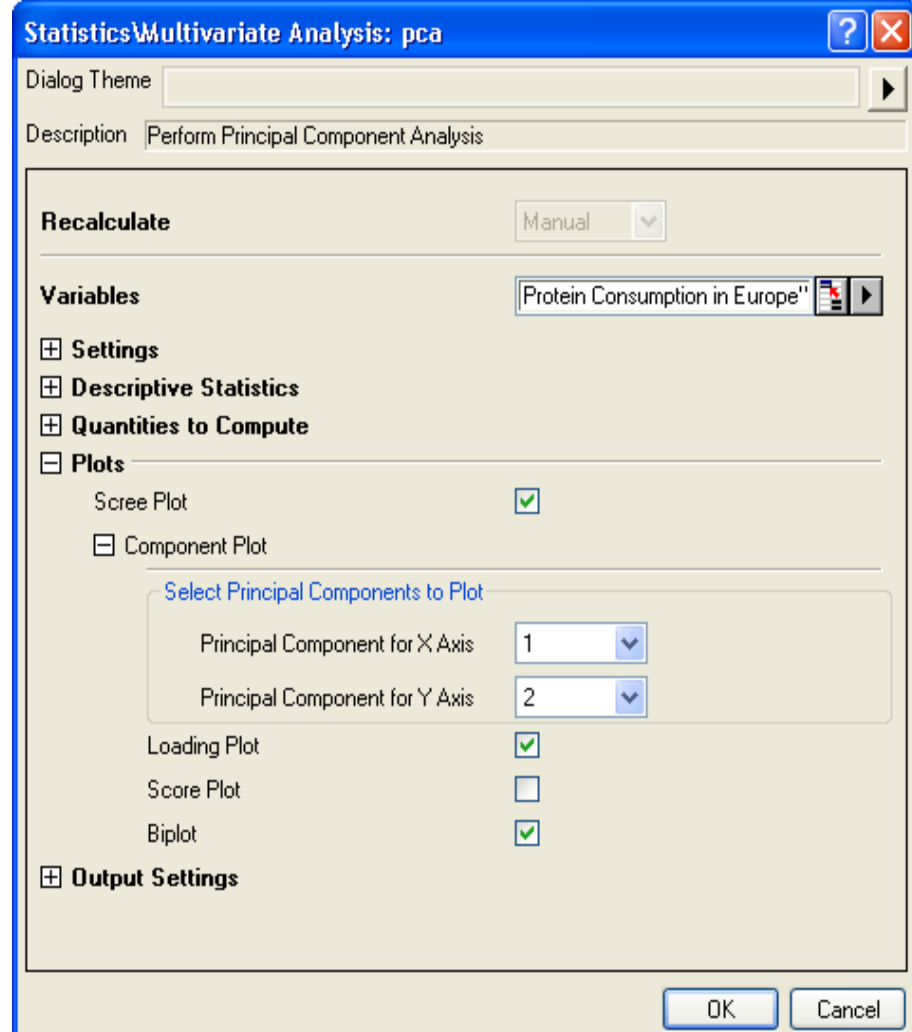 Statistics\Multivariate Analysis: pca
Dialog Theme
Description Perform Principal Component Analysis
Recalculate Manual
Variables Protein Consumption in Europe"
Settings
Descriptive Statistics
Quantities to Compute
Plots
Scree Plot
Component Plot
Select Principal Components to Plot
Principal Component for X Axis 1
Principal Component for Y Axis 2
Loading Plot
Score Plot
Biplot
Output Settings
OK Cancel